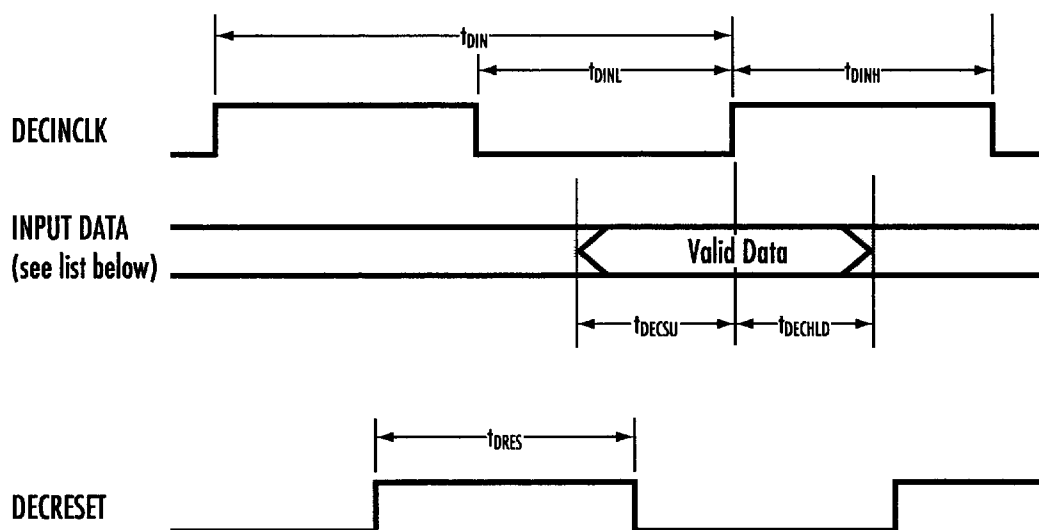 tDIN
tDINL
tDINH
DECINCLK
INPUT DATA
(see list below)
Valid Data
tDECSU
tDECHLD
tDRES
DECRESET